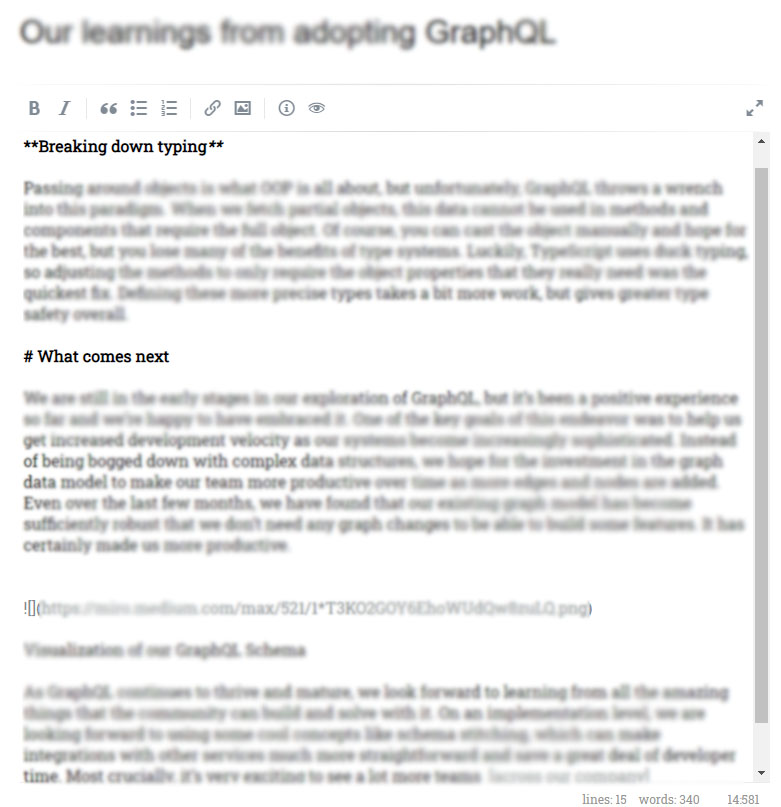 Our learnings from adopting GraphQL
**Breaking down typing**
Passing around objects is what OOP is all about, but unfortunately, GraphQL throws a wrench
into this paradigm. When we fetch partial objects, this data cannot be used in methods and
components that require the full object. Of course, you can cast the object manually and hope for
the best, but you lose many of the benefits of type systems. Luckily, TypeScript uses duck typing,
so adjusting the methods to only require the object properties that they really need was the
quickest fix. Defining these more precise types takes a bit more work, but gives greater type
safety overall.
# What comes next
We are still in the early stages in our exploration of GraphQL, but it's been a positive experience
so far and we're happy to have embraced it. One of the key goals of this endeavor was to help us
get increased development velocity as our systems become increasingly sophisticated. Instead
of being bogged down with complex data structures, we hope for the investment in the graph
data model to make our team more productive over time as more edges and nodes are added.
Even over the last few months, we have found that our existing graph model has become
sufficiently robust that we don't need any graph changes to be able to build some features. It has
certainly made us more productive.
Visualization of our GraphQL Schema
As GraphQL continues to thrive and mature, we look forward to learning from all the amazing
things that the community can build and solve with it. On an implementation level, we are
looking forward to using some cool concepts like schema stitching, which can make
integrations with other services much more straightforward and save a great deal of developer
time. Most crucially, it's very exciting to see a lot more teams
lines: 15 words: 340 14:581